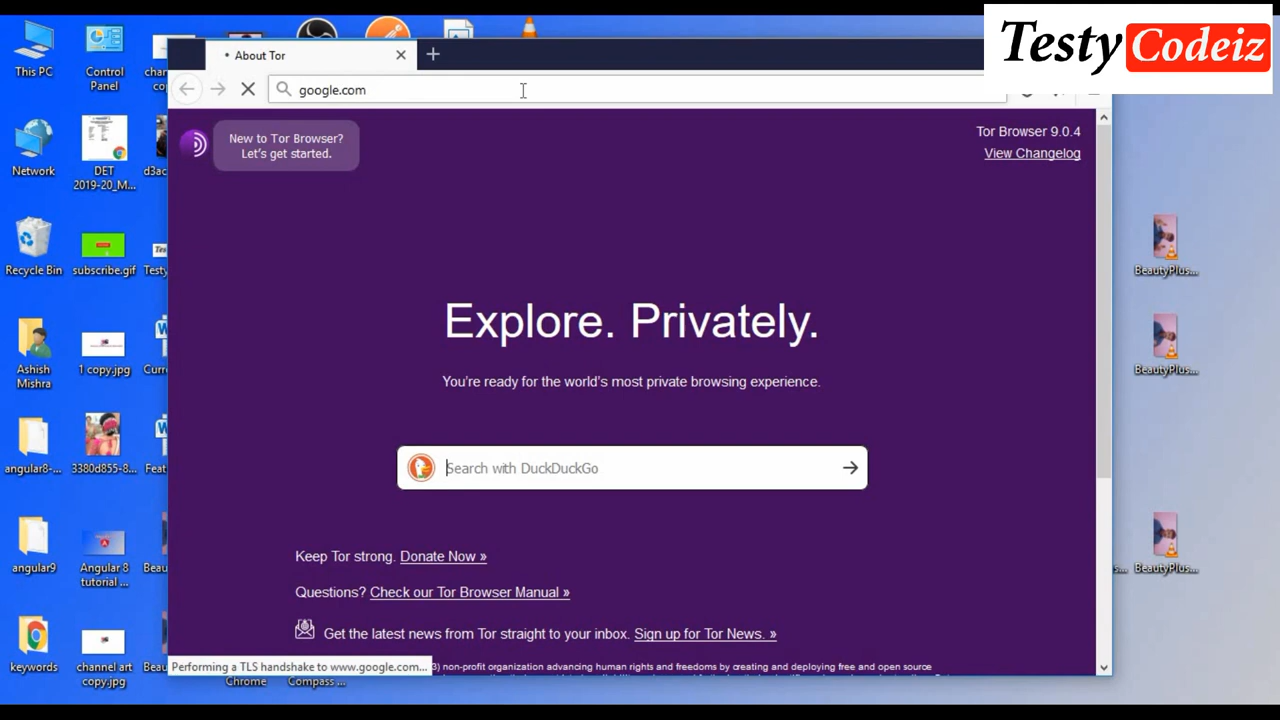 Testy Codeiz
This PC
Control
Panel
About Tor
google.com
New to Tor Browser?
Let's get started.
Tor Browser 9.0.4
View Changelog
Network
DET
2019-20_M...
d3ac
Recycle Bin
subscribe.gif
Testy
BeautyPlus...
Explore. Privately.
You're ready for the world's most private browsing experience.
Ashish
Mishra
1 copy.jpg
BeautyPlus...
Search with DuckDuckGo
angular8-...
3380d855-8...
Keep Tor strong. Donate Now »
angular9
Angular 8
tutorial ...
BeautyPlus...
Questions? Check our Tor Browser Manual »
Get the latest news from Tor straight to your inbox. Sign up for Tor News. »
keywords
channel art
copy.jpg
Performing a TLS handshake to www.google.com...
3) non-profit organization advancing human rights and freedoms by creating and deploying free and open source
Chrome
Compass ...